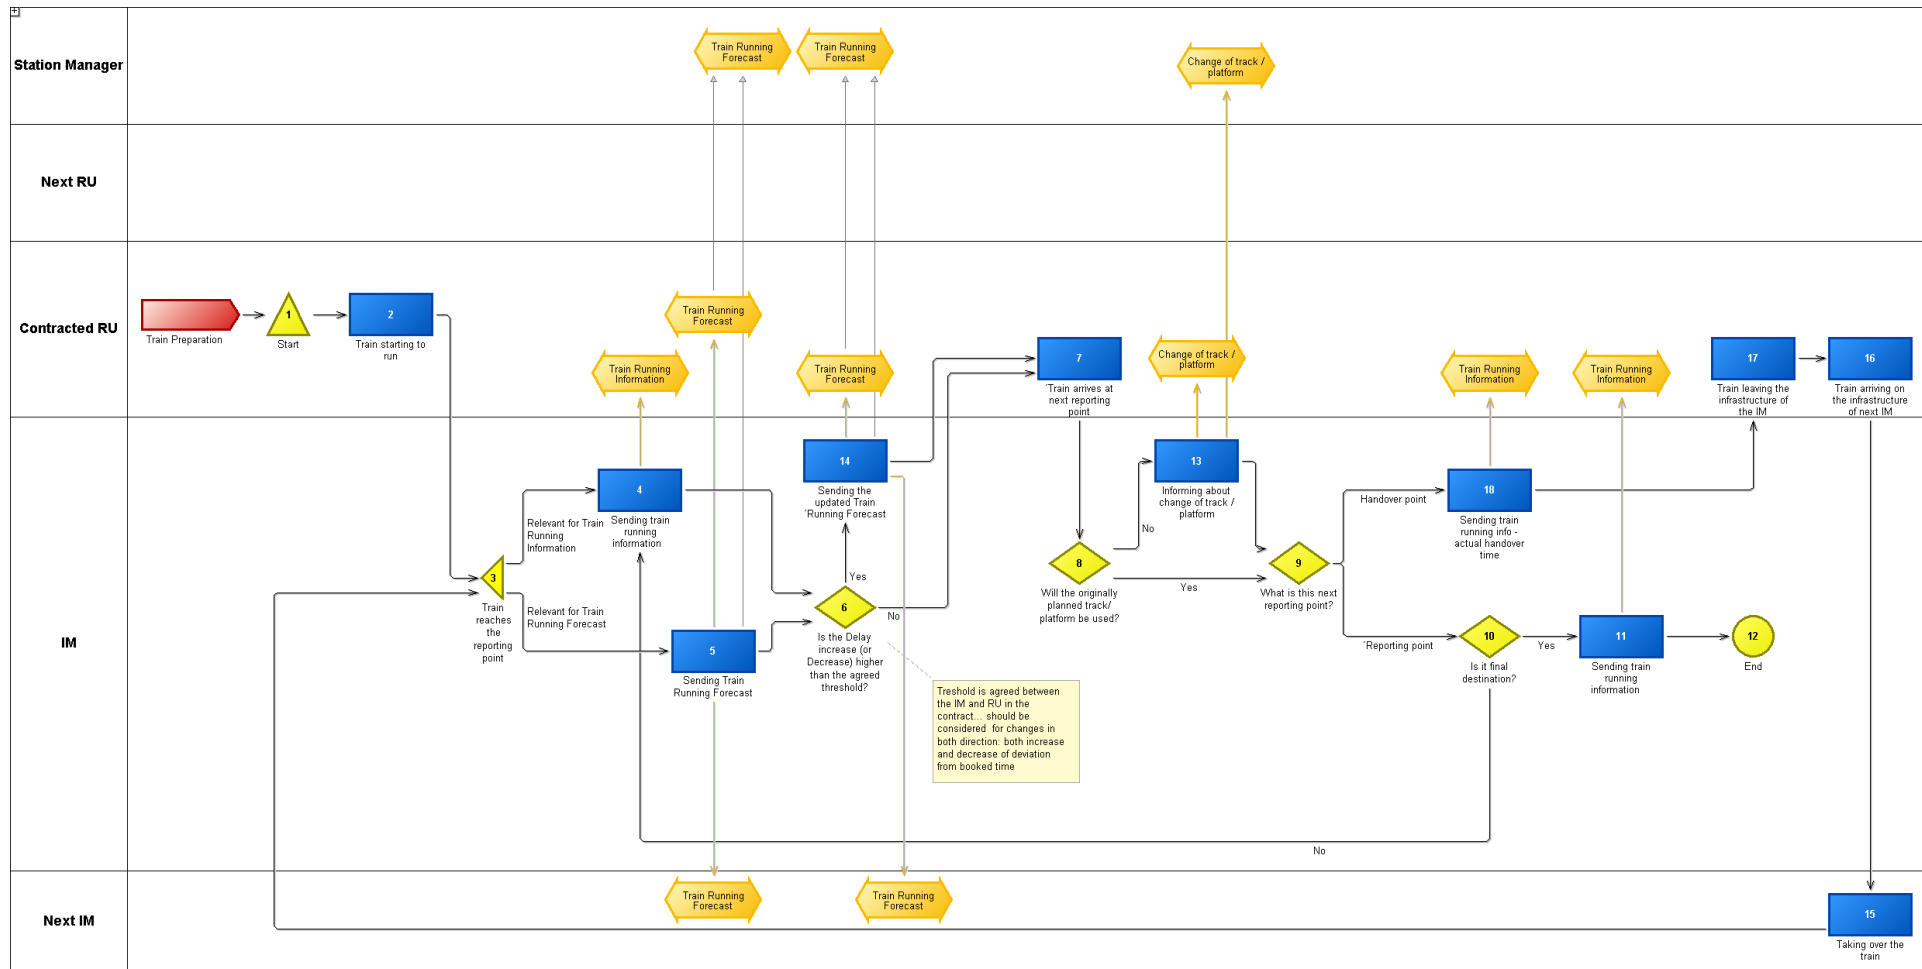 Station Manager
Train Running
Forecast
Train Running
Forecast
Change of track /
platform
Next RU
Contracted RU
Train Preparation
1
Start
2
Train starting to
run
Train Running
Forecast
Train Running
Information
Train Running
Forecast
7
´Train arrives at
next reporting
point
Change of track /
platform
Train Running
Information
Train Running
Information
17
Train leaving the
infrastructure of
the IM
16
Train arriving on
the infrastructure
of next IM
IM
3
Train
reaches
the
reporting
point
Relevant for Train
Running
Information
Relevant for Train
Running Forecast
4
Sending train
running
information
5
Sending Train
Running Forecast
14
Sending the
updated Train
´Running Forecast
Yes
6
No
Is the Delay
increase (or
Decrease) higher
than the agreed
threshold?
Treshold is agreed between
the IM and RU in the
contract... should be
considered  for changes in
both direction: both increase
and decrease of deviation
from booked time
8
Will the originally
planned track/
platform be used?
No
Yes
13
Informing about
change of track /
platform
9
What is this next
reporting point?
Handover point
´Reporting point
18
Sending train
running info -
actual handover
time
10
Is it final
destination?
Yes
No
11
Sending train
running
information
12
End
Next IM
Train Running
Forecast
Train Running
Forecast
15
Taking over the
train